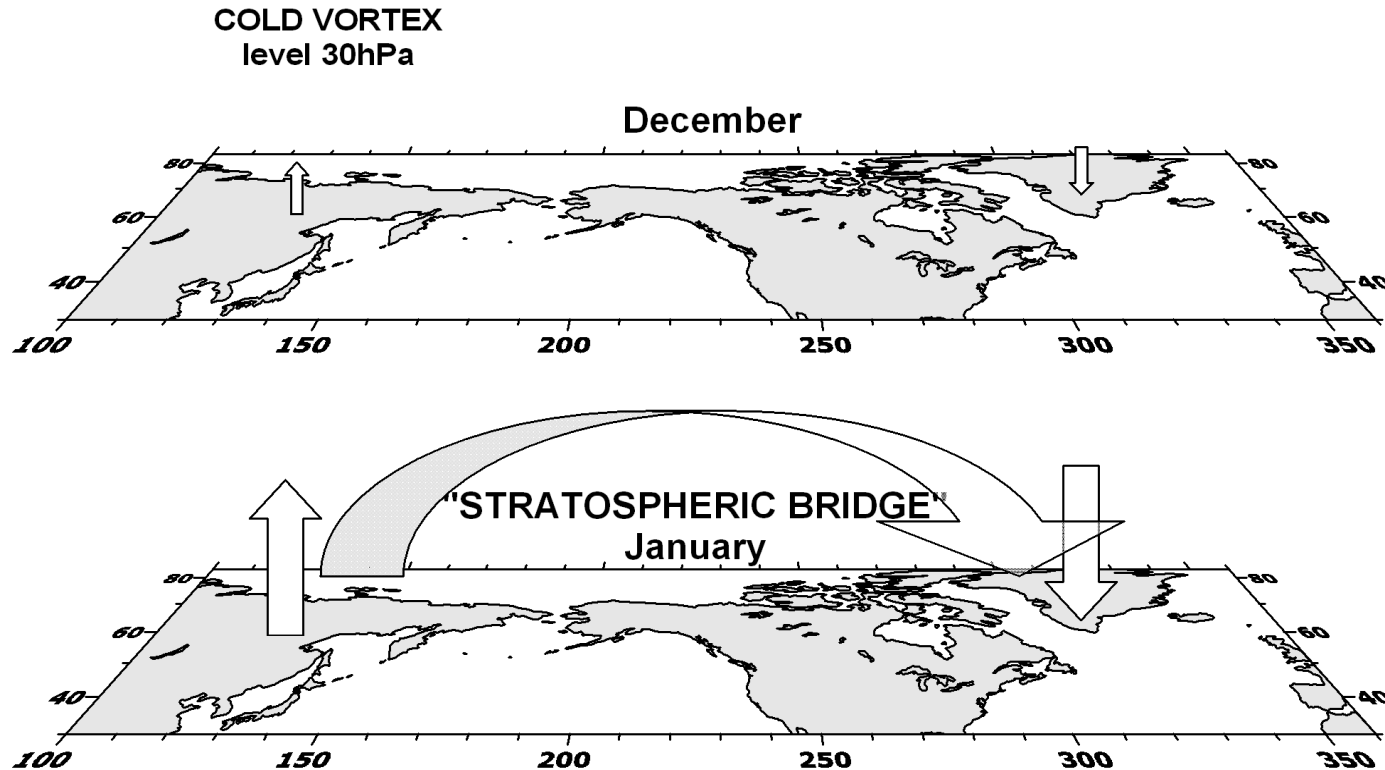 COLD VORTEX
level 30hPa
December
80 80
60 60
40 40
100 150 200 250 300 350
"STRATOSPHERIC BRIDGE"
January
80 80
60 60
40 40
100 150 200 250 300 350